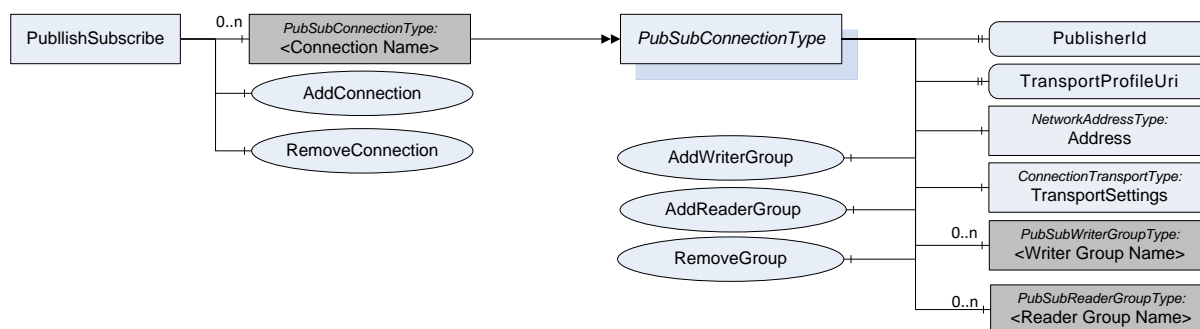 PubllishSubscribe
0..n
PubSubConnectionType:
<Connection Name>
AddConnection
RemoveConnection
PubSubConnectionType
AddWriterGroup
AddReaderGroup
RemoveGroup
PublisherId
TransportProfileUri
NetworkAddressType:
Address
ConnectionTransportType:
TransportSettings
0..n
PubSubWriterGroupType:
<Writer Group Name>
0..n
PubSubReaderGroupType:
<Reader Group Name>